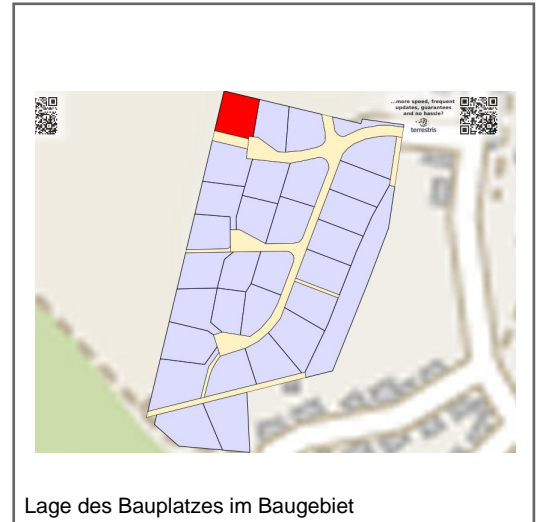 ...more speed, frequent
updates, guarantees
and no hassle?
terrestris
Lage des Bauplatzes im Baugebiet